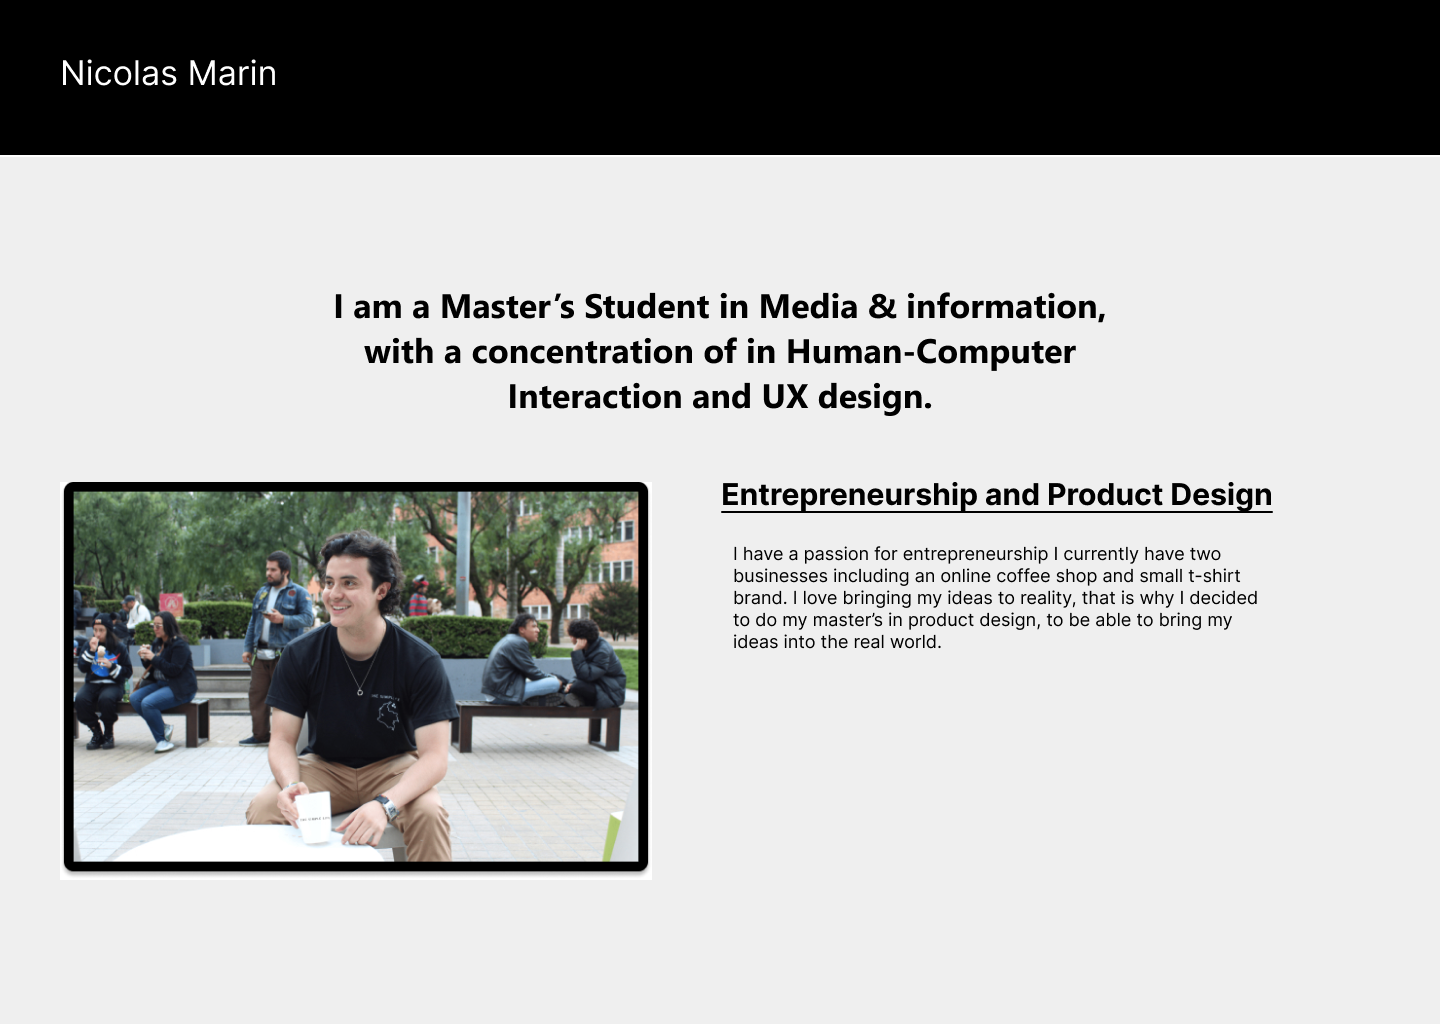 Nicolas Marin
I am a Master’s Student in Media & information,
with a concentration of in Human-Computer
Interaction and UX design.
Entrepreneurship and Product Design
I have a passion for entrepreneurship I currently have two
businesses including an online coffee shop and small t-shirt
brand. I love bringing my ideas to reality, that is why I decided
to do my master’s in product design, to be able to bring my
ideas into the real world.